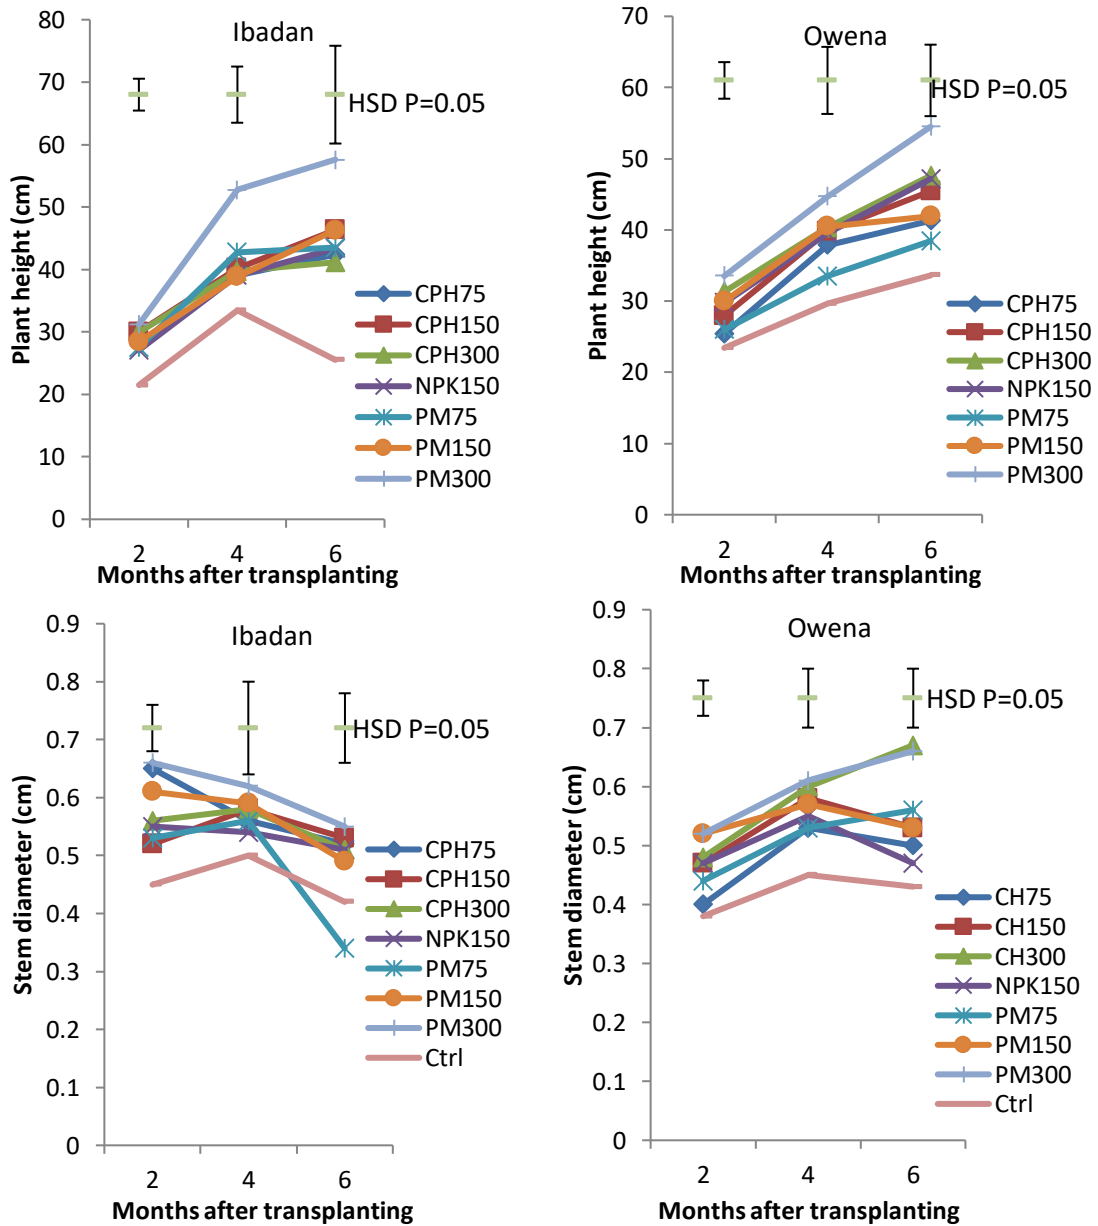 Ibadan
Plant height (cm)
80
70
60
50
40
30
20
10
0
HSD P=0.05
CPH75
CPH150
CPH300
NPK150
PM75
PM150
PM300
2 4 6
Months after transplanting
Owena
Plant height (cm)
70
60
50
40
30
20
10
0
HSD P=0.05
CPH75
CPH150
CPH300
NPK150
PM75
PM150
PM300
2 4 6
Months after transplanting
Ibadan
Stem diameter (cm)
0.9
0.8
0.7
0.6
0.5
0.4
0.3
0.2
0.1
0
HSD P=0.05
CPH75
CPH150
CPH300
NPK150
PM75
PM150
PM300
Ctrl
2 4 6
Months after transplanting
Owena
Stem diameter (cm)
0.9
0.8
0.7
0.6
0.5
0.4
0.3
0.2
0.1
0
HSD P=0.05
CH75
CH150
CH300
NPK150
PM75
PM150
PM300
Ctrl
2 4 6
Months after transplanting